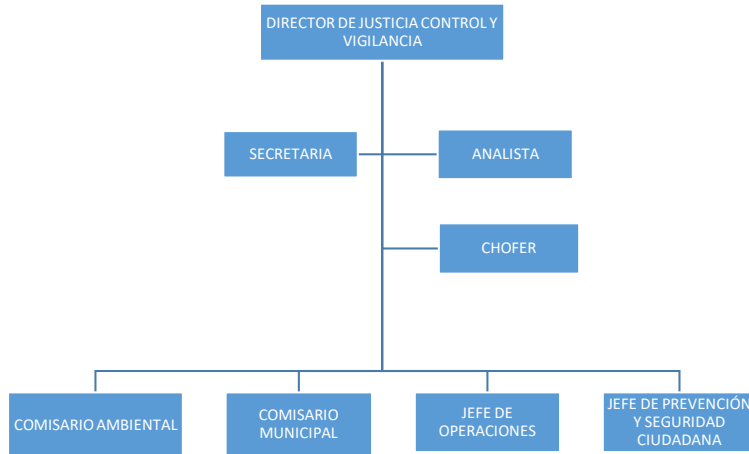 DIRECTOR DE JUSTICIA CONTROL Y
VIGILANCIA
SECRETARIA
ANALISTA
CHOFER
COMISARIO AMBIENTAL
COMISARIO
MUNICIPAL
JEFE DE
OPERACIONES
JEFE DE PREVENCIÓN
Y SEGURIDAD
CIUDADANA